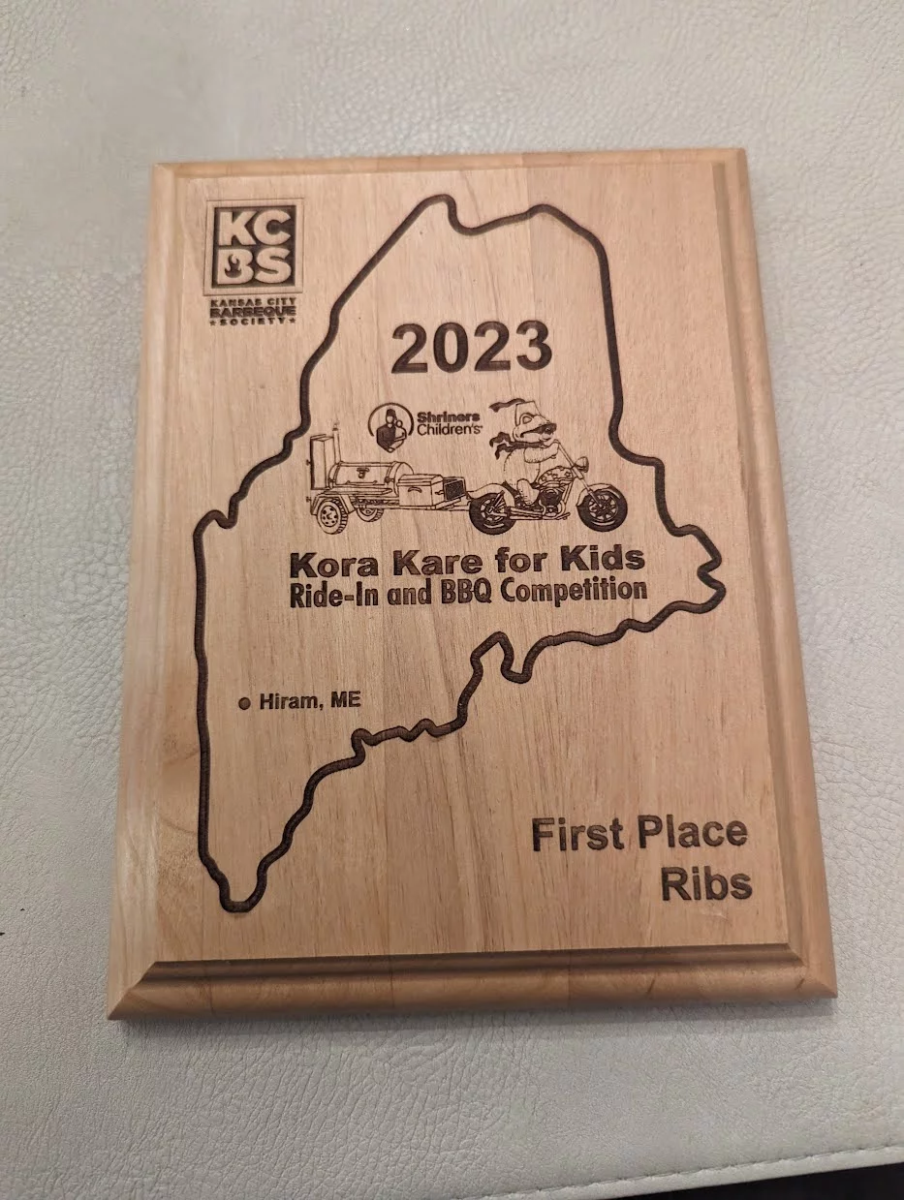 KC
BS
KANSAS CITY
BARBEQUE
★ SOCIETY ★
2023
Shriners
Children's™
Kora Kare for Kids
Ride-In and BBQ Competition
Hiram, ME
First Place
Ribs